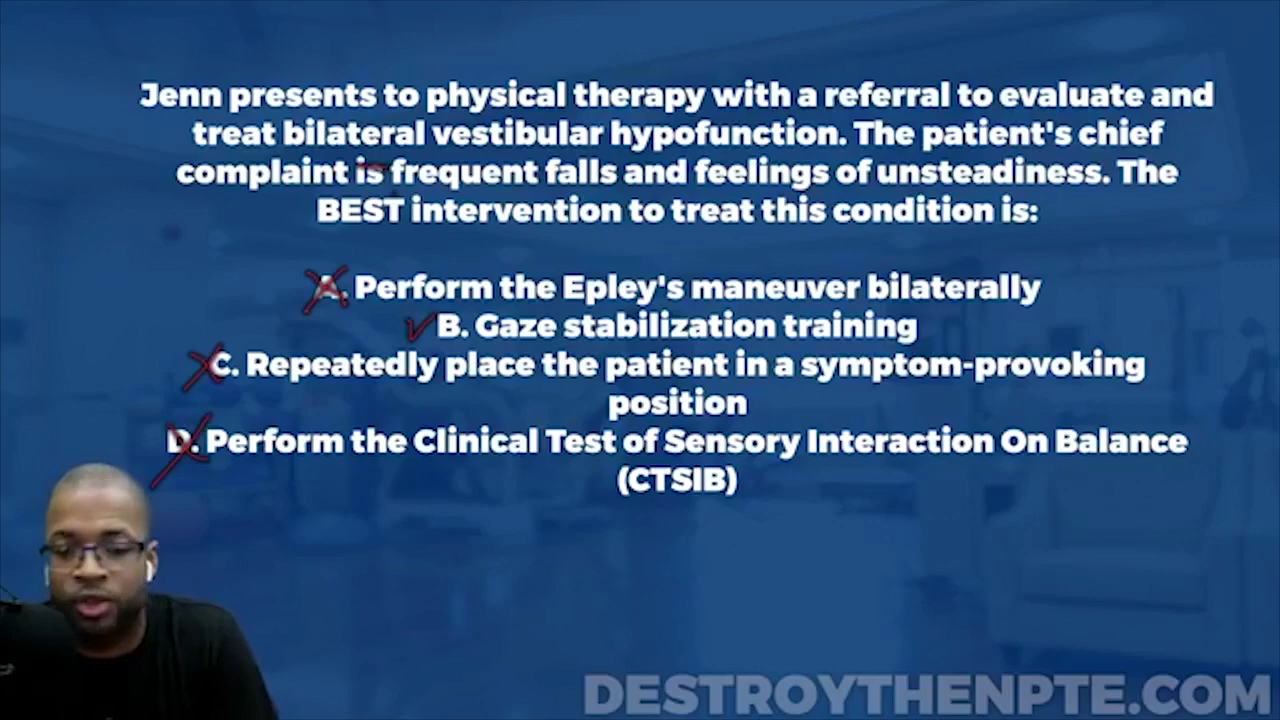 Jenn presents to physical therapy with a referral to evaluate and
treat bilateral vestibular hypofunction. The patient's chief
complaint is frequent falls and feelings of unsteadiness. The
BEST intervention to treat this condition is:
A. Perform the Epley's maneuver bilaterally
B. Gaze stabilization training
C. Repeatedly place the patient in a symptom-provoking
position
D. Perform the Clinical Test of Sensory Interaction On Balance
(CTSIB)
DESTROYTHENPTE.COM